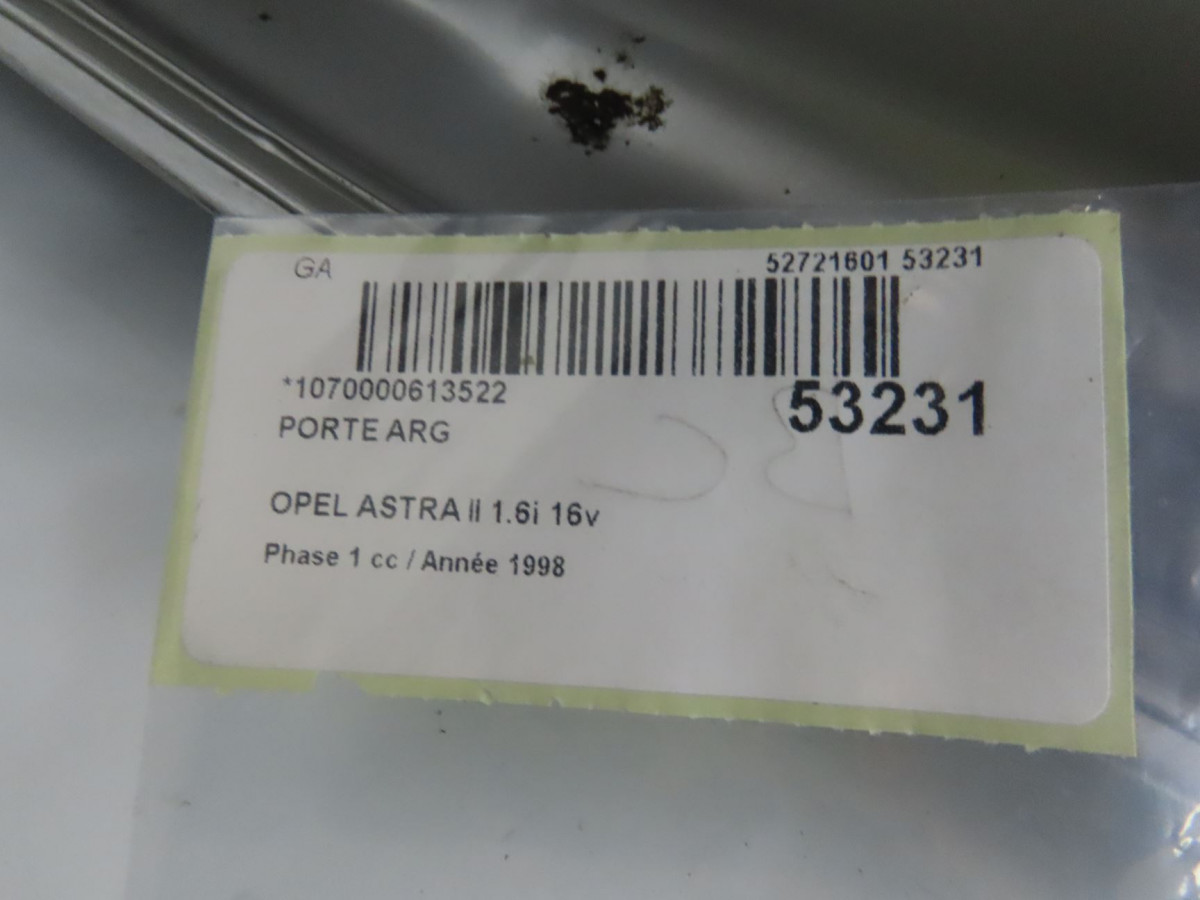 GA 52721601 53231
*1070000613522 53231
PORTE ARG
OPEL ASTRA II 1.6i 16v
Phase 1 cc / Année 1998